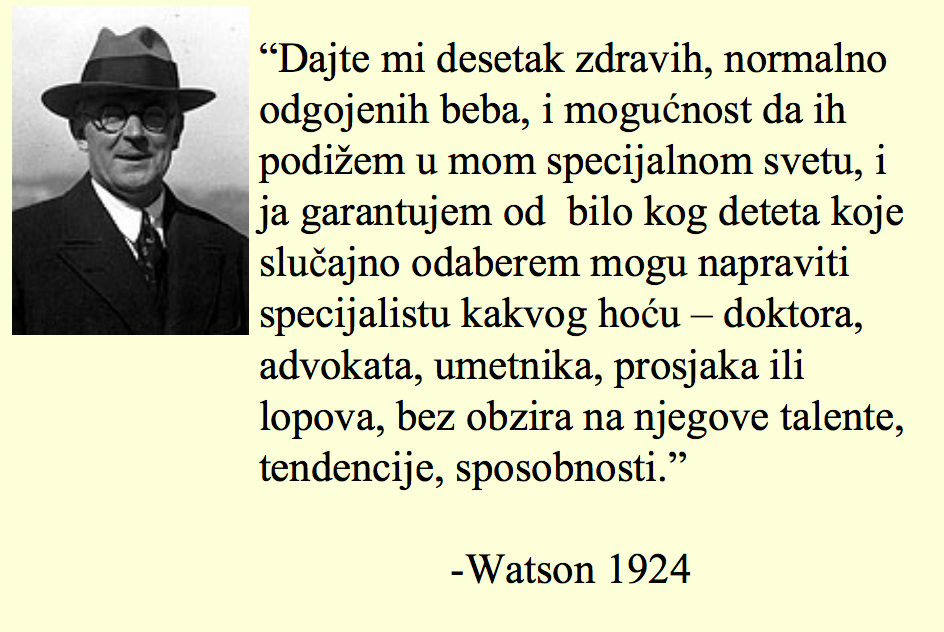 “Dajte mi desetak zdravih, normalno
odgojenih beba, i mogućnost da ih
podižem u mom specijalnom svetu, i
ja garantujem od  bilo kog deteta koje
slučajno odaberem mogu napraviti
specijalistu kakvog hoću – doktora,
advokata, umetnika, prosjaka ili
lopova, bez obzira na njegove talente,
tendencije, sposobnosti.”
-Watson 1924